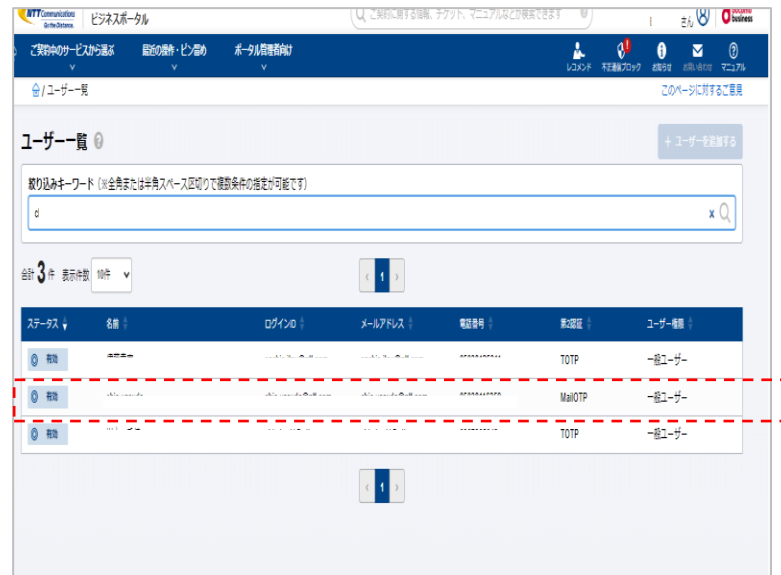 NTT Communications
Go the Distance.
ビジネスポータル
ご契約に関する情報、チケット、マニュアルなどが検索できます
さん
docomo business
ご契約中のサービスから選ぶ
最近の操作・ピン留め
ポータル管理者向け
レコメンド
不正通信ブロック
お知らせ
お問い合わせ
マニュアル
/ ユーザー一覧
このページに対するご意見
ユーザー一覧
+ ユーザーを追加する
絞り込みキーワード (※全角または半角スペース区切りで複数条件の指定が可能です)
x
合計 3 件 表示件数 10件
‹ 1 ›
ステータス 名前 ログインID メールアドレス 電話番号 第2認証 ユーザー権限
有効 TOTP 一般ユーザー
有効 MailOTP 一般ユーザー
有効 TOTP 一般ユーザー
‹ 1 ›